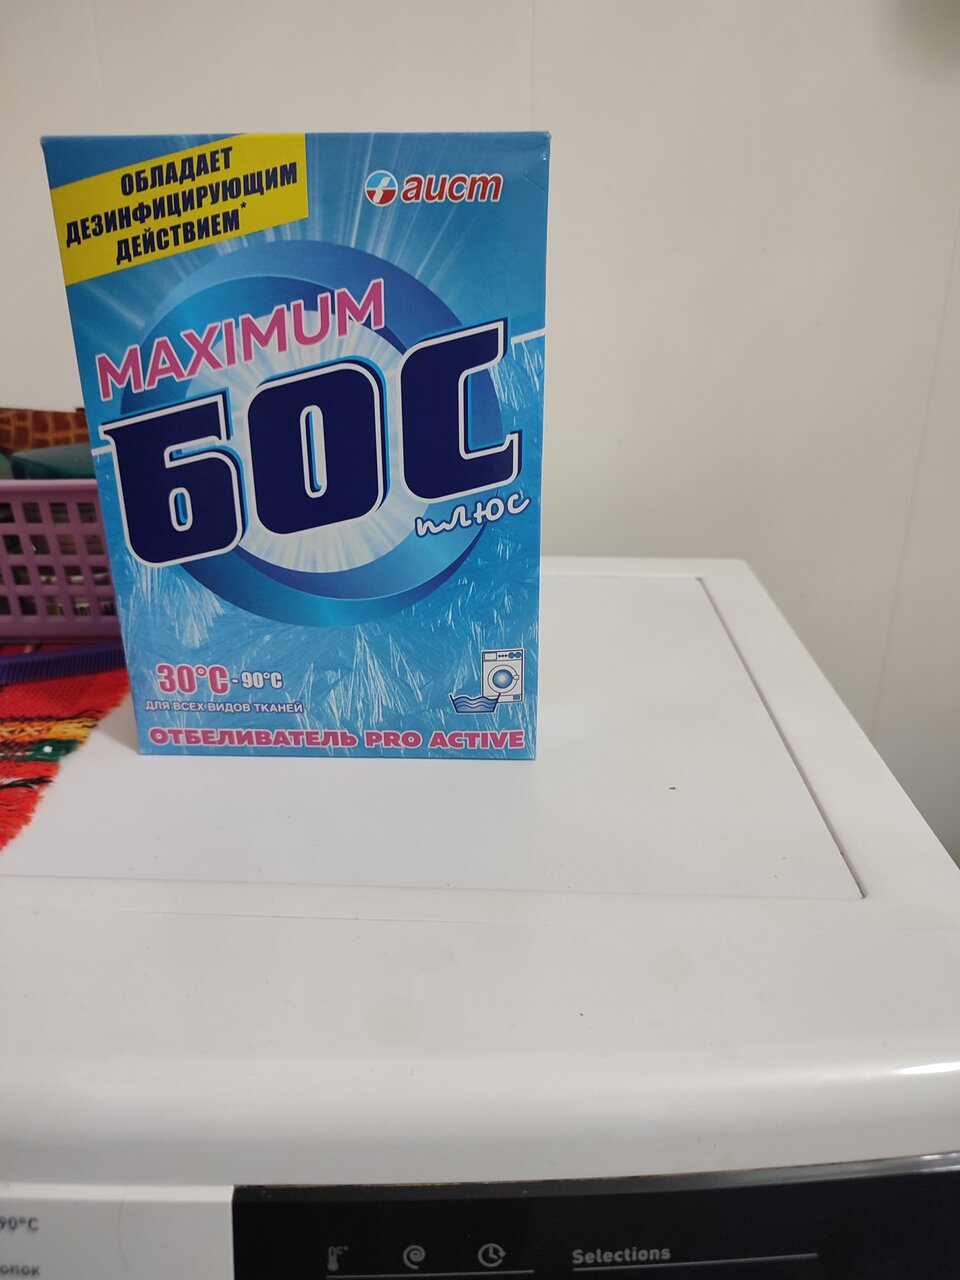 ОБЛАДАЕТ
ДЕЗИНФИЦИРУЮЩИМ
ДЕЙСТВИЕМ*
аист
MAXIMUM
БОС
плюс
30°C - 90°C
ДЛЯ ВСЕХ ВИДОВ ТКАНЕЙ
ОТБЕЛИВАТЕЛЬ PRO ACTIVE
90°C
Selections